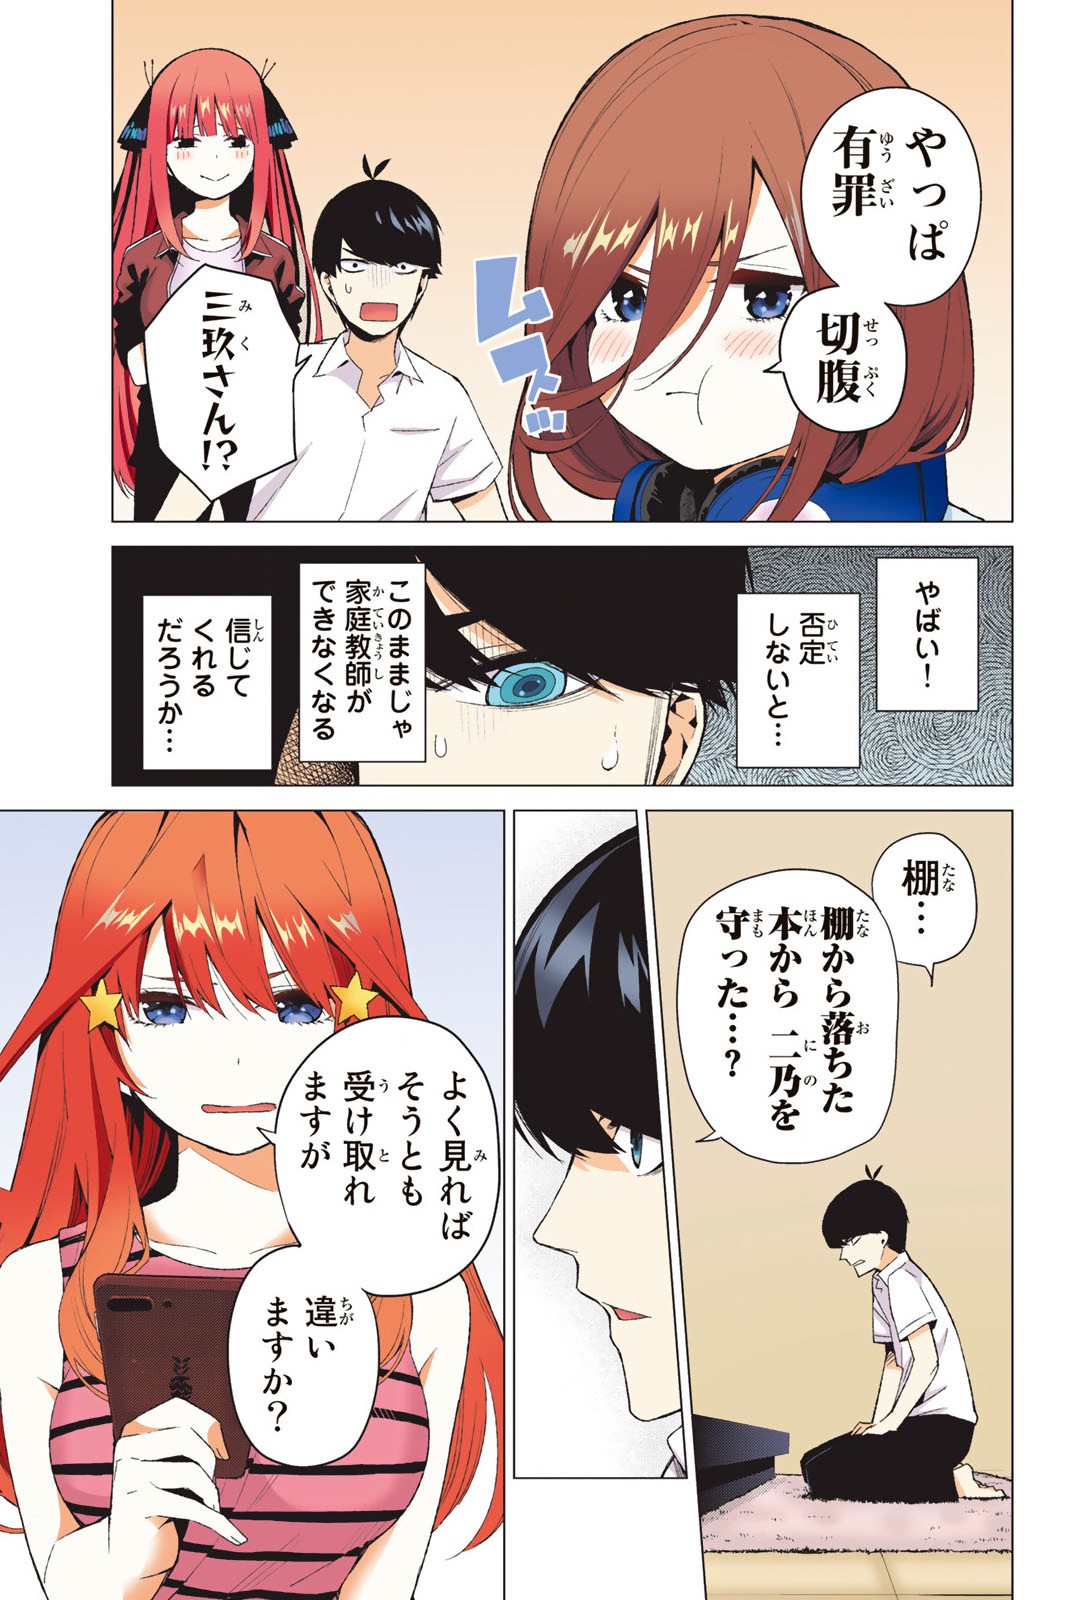 やっぱ
有罪
切腹
ムスッ
三玖さん!?
やばい!
否定
しないと…
このままじゃ
家庭教師が
できなくなる
信じて
くれる
だろうか…
棚…
棚から落ちた
本から二乃を
守った…?
よく見れば
そうとも
受け取れ
ますが
違い
ますか?